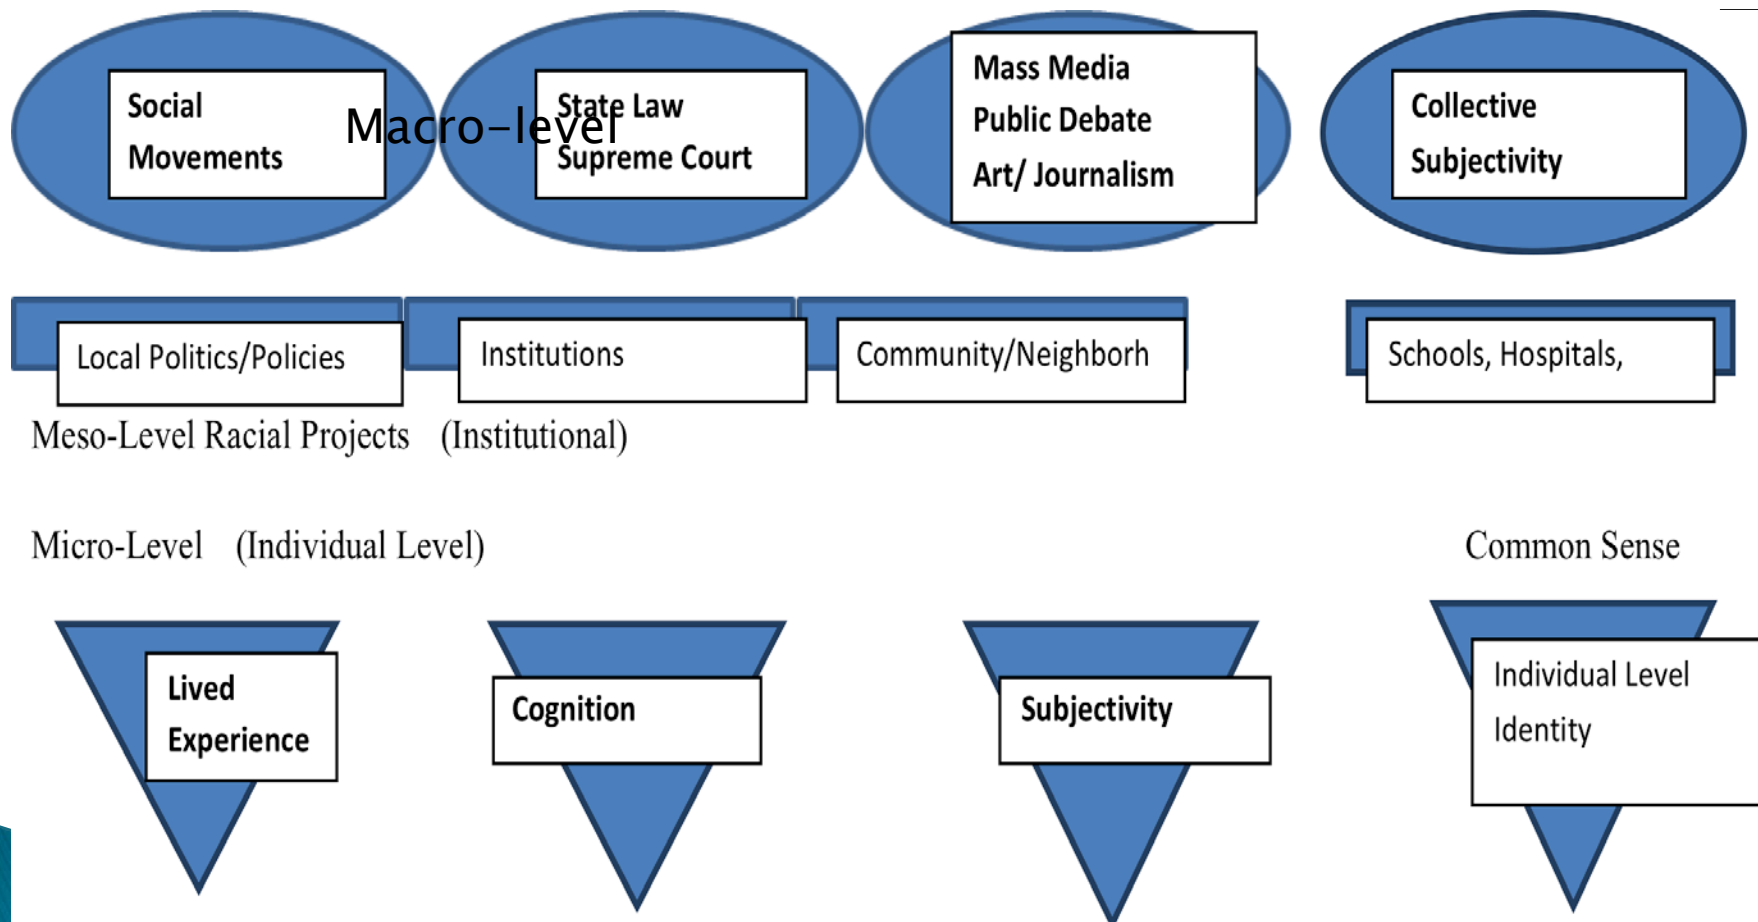 Macro-level
Social
Movements
State Law
Supreme Court
Mass Media
Public Debate
Art/ Journalism
Collective
Subjectivity
Local Politics/Policies
Institutions
Community/Neighborh
Schools, Hospitals,
Meso-Level Racial Projects (Institutional)
Micro-Level (Individual Level)
Common Sense
Lived
Experience
Cognition
Subjectivity
Individual Level
Identity